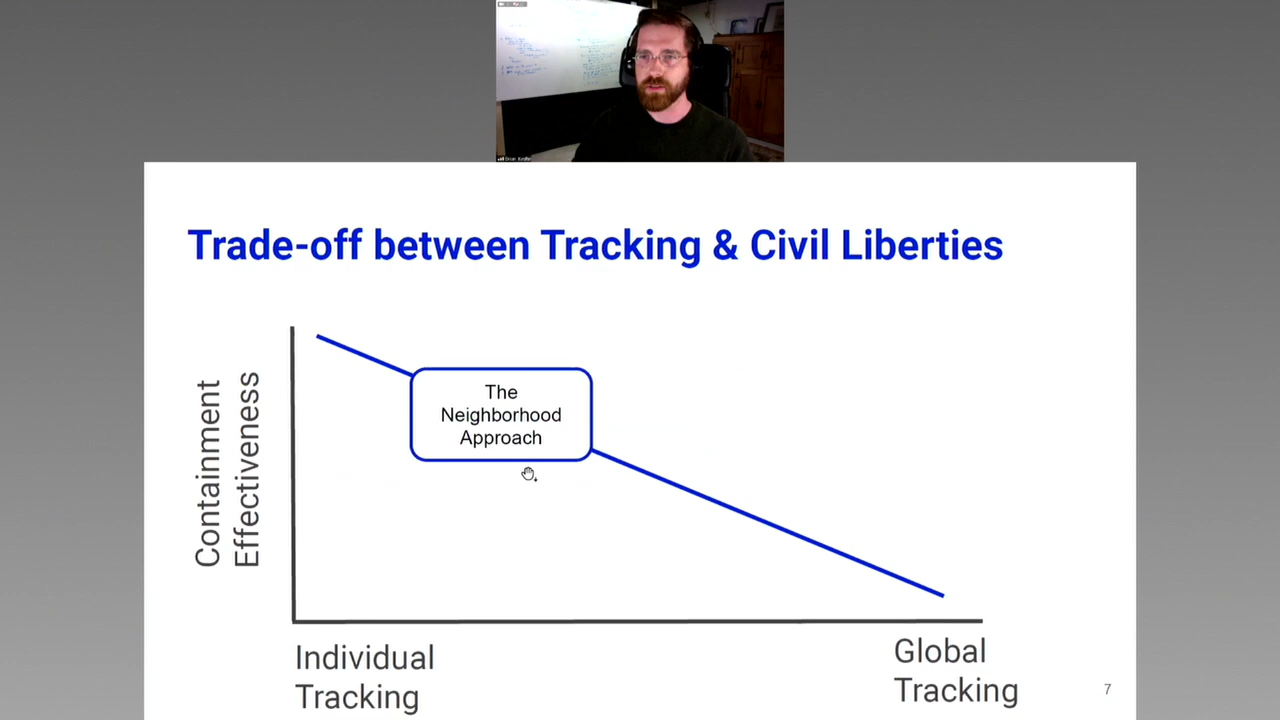 Trade-off between Tracking & Civil Liberties
Containment
Effectiveness
The
Neighborhood
Approach
Individual
Tracking
Global
Tracking
7